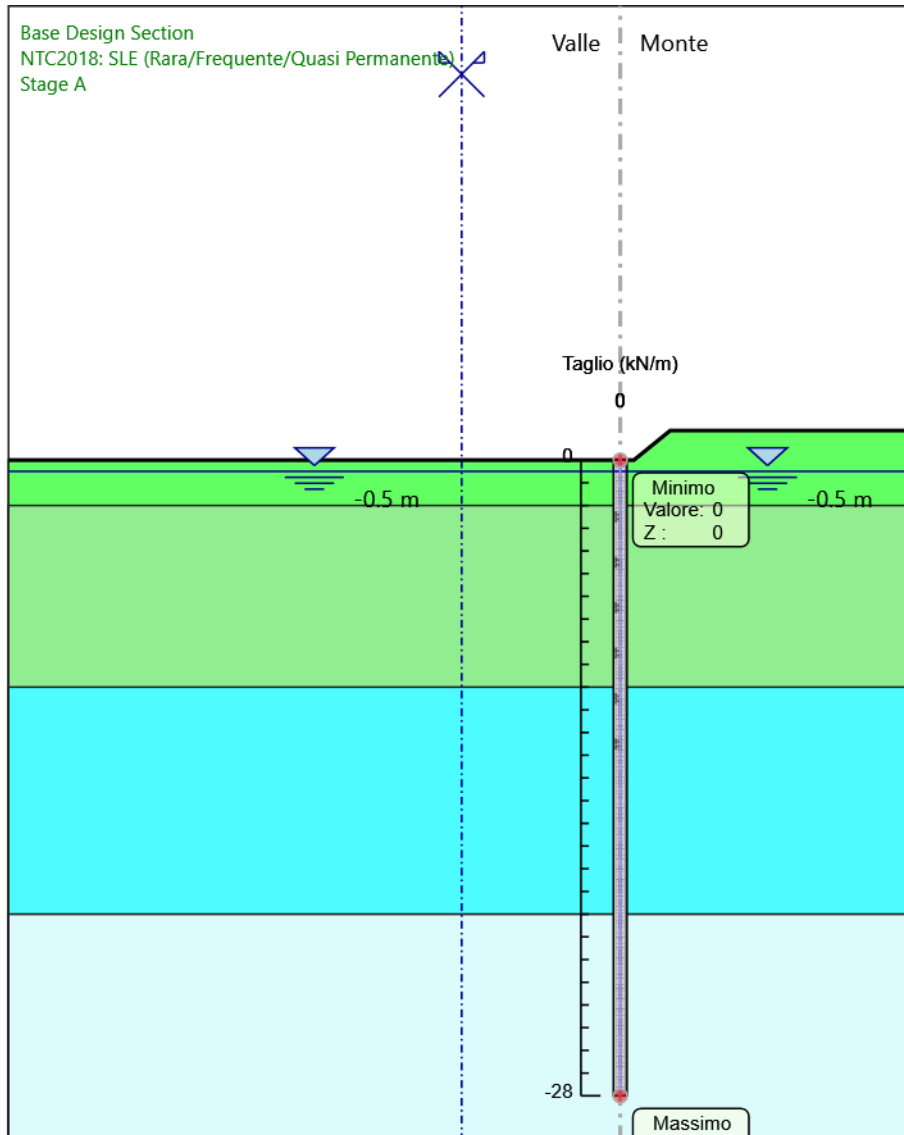 Base Design Section
NTC2018: SLE (Rara/Frequente/Quasi Permanente)
Stage A
Valle
Monte
Taglio (kN/m)
0
0
-0.5 m
-0.5 m
Minimo
Valore: 0
Z : 0
-28
Massimo